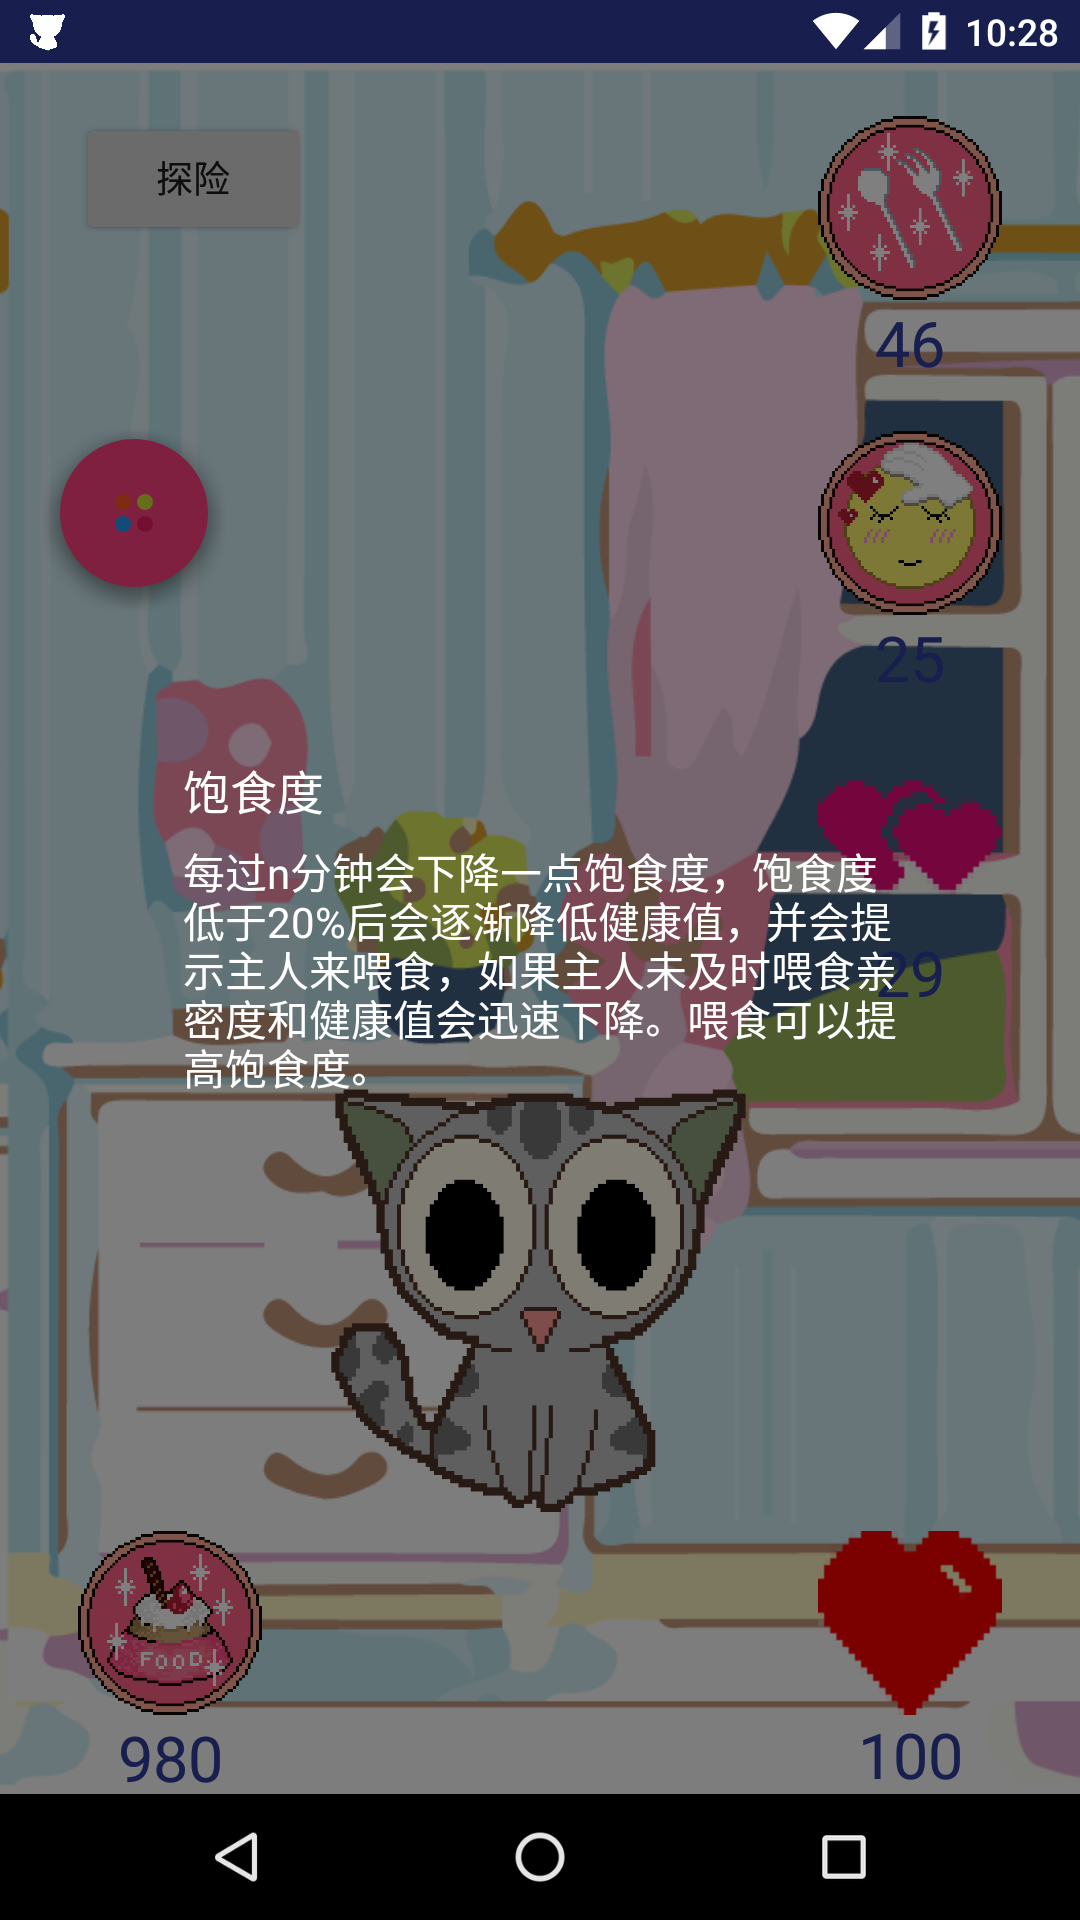 10:28
探险
46
25
饱食度
每过n分钟会下降一点饱食度，饱食度
低于20%后会逐渐降低健康值，并会提
示主人来喂食，如果主人未及时喂食亲
29
密度和健康值会迅速下降。喂食可以提
高饱食度。
FOOD
980
100